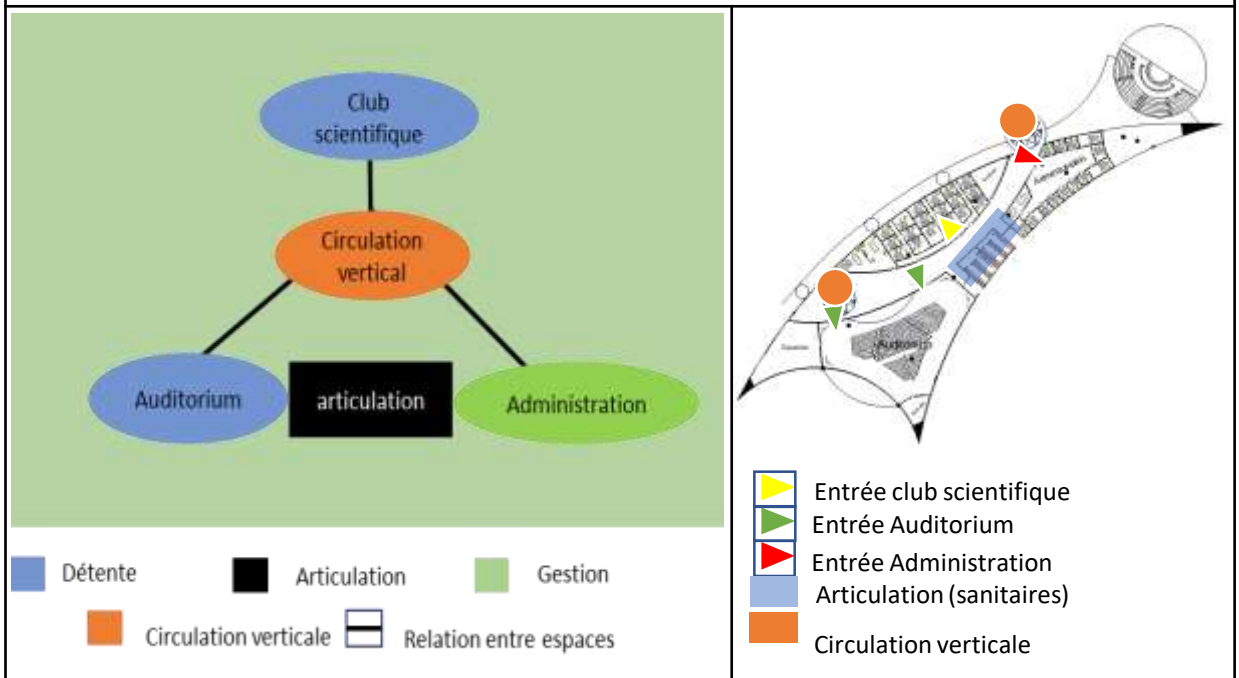 Club
scientifique
Circulation
vertical
Auditorium
articulation
Administration
Détente
Articulation
Gestion
Circulation verticale
Relation entre espaces
Auditorium
Entrée club scientifique
Entrée Auditorium
Entrée Administration
Articulation (sanitaires)
Circulation verticale